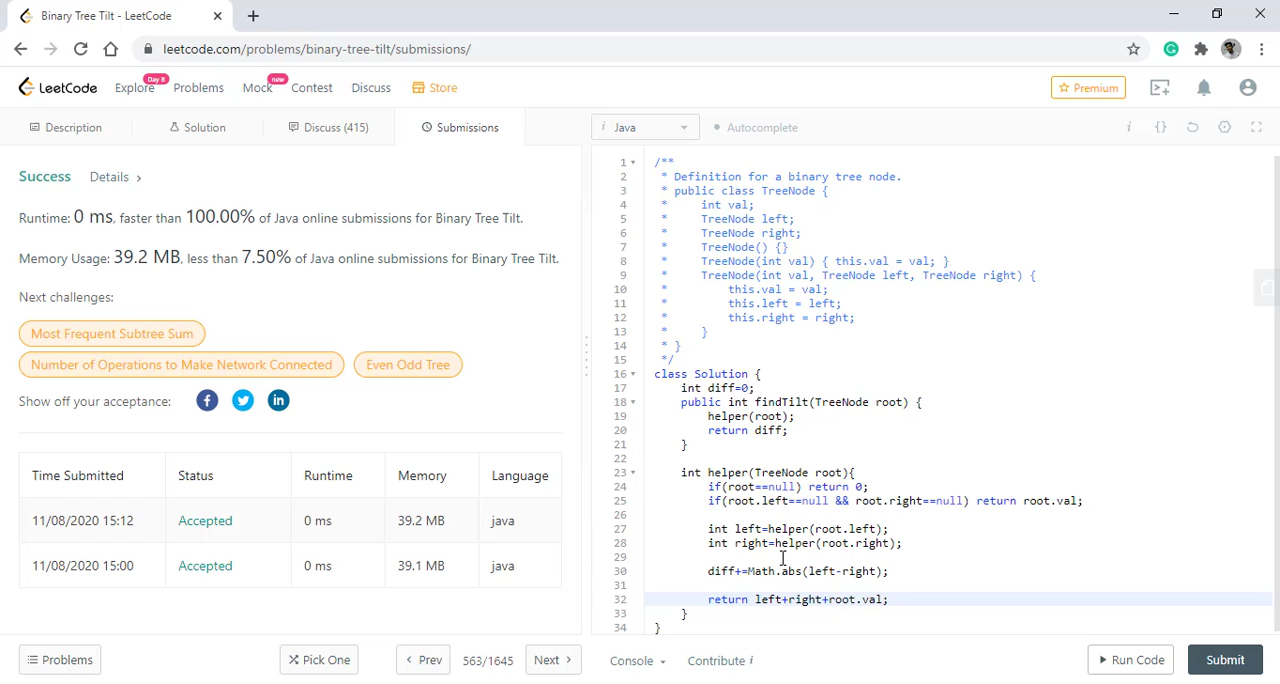 Binary Tree Tilt - LeetCode
leetcode.com/problems/binary-tree-tilt/submissions/
LeetCode Explore Day 8 Problems Mock new Contest Discuss Store Premium
Description Solution Discuss (415) Submissions
i Java Autocomplete
Success Details
Runtime: 0 ms, faster than 100.00% of Java online submissions for Binary Tree Tilt.
Memory Usage: 39.2 MB, less than 7.50% of Java online submissions for Binary Tree Tilt.
Next challenges:
Most Frequent Subtree Sum
Number of Operations to Make Network Connected Even Odd Tree
Show off your acceptance:
Time Submitted Status Runtime Memory Language
11/08/2020 15:12 Accepted 0 ms 39.2 MB java
11/08/2020 15:00 Accepted 0 ms 39.1 MB java
1 /**
2 * Definition for a binary tree node.
3 * public class TreeNode {
4 * int val;
5 * TreeNode left;
6 * TreeNode right;
7 * TreeNode() {}
8 * TreeNode(int val) { this.val = val; }
9 * TreeNode(int val, TreeNode left, TreeNode right) {
10 * this.val = val;
11 * this.left = left;
12 * this.right = right;
13 * }
14 * }
15 */
16 class Solution {
17 int diff=0;
18 public int findTilt(TreeNode root) {
19 helper(root);
20 return diff;
21 }
22
23 int helper(TreeNode root){
24 if(root==null) return 0;
25 if(root.left==null && root.right==null) return root.val;
26
27 int left=helper(root.left);
28 int right=helper(root.right);
29
30 diff+=Math.abs(left-right);
31
32 return left+right+root.val;
33 }
34 }
Problems Pick One Prev 563/1645 Next Console Contribute i Run Code Submit